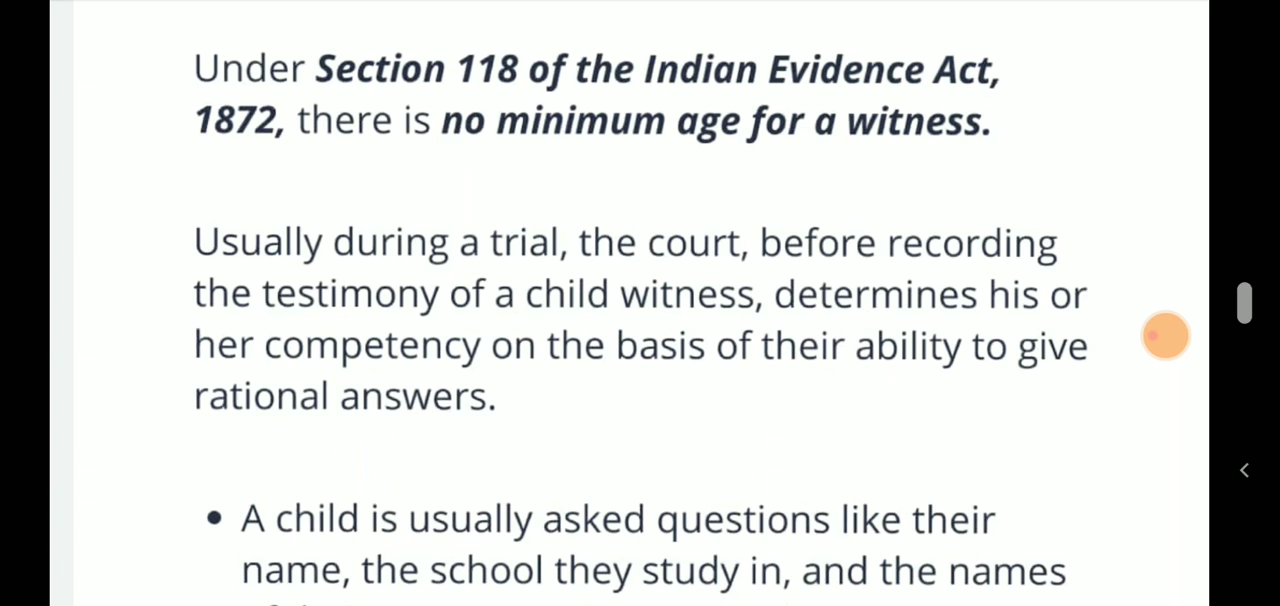 Under Section 118 of the Indian Evidence Act,
1872, there is no minimum age for a witness.
Usually during a trial, the court, before recording
the testimony of a child witness, determines his or
her competency on the basis of their ability to give
rational answers.
• A child is usually asked questions like their
name, the school they study in, and the names